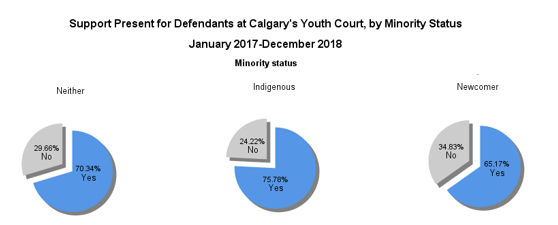 Support Present for Defendants at Calgary's Youth Court, by Minority Status
January 2017-December 2018
Minority status
Neither
Indigenous
Newcomer
29.66%
No
70.34%
Yes
24.22%
No
75.78%
Yes
34.83%
No
65.17%
Yes